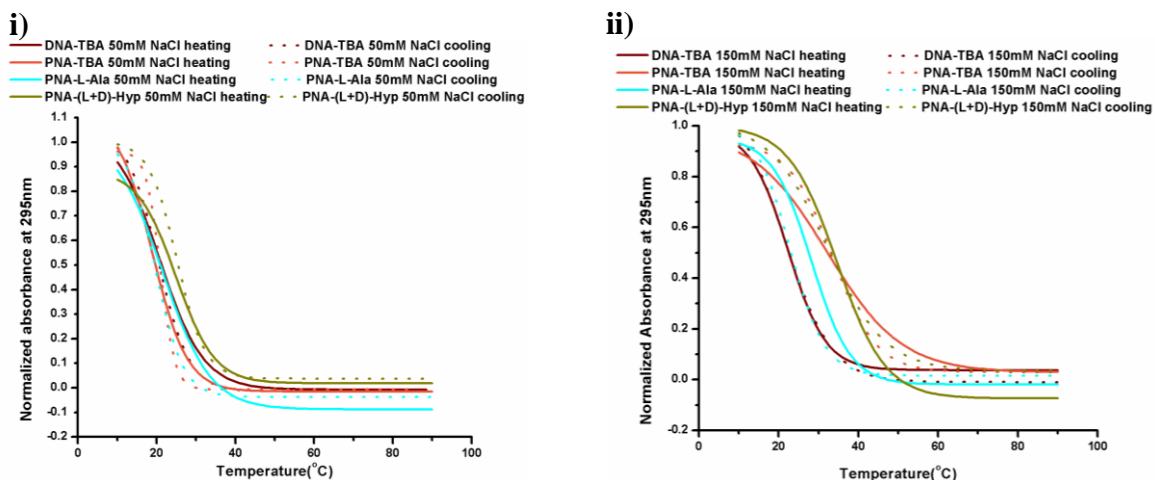 i)
DNA-TBA 50mM NaCl heating DNA-TBA 50mM NaCl cooling
PNA-TBA 50mM NaCl heating PNA-TBA 50mM NaCl cooling
PNA-L-Ala 50mM NaCl heating PNA-L-Ala 50mM NaCl cooling
PNA-(L+D)-Hyp 50mM NaCl heating PNA-(L+D)-Hyp 50mM NaCl cooling
1.1
1.0
0.9
0.8
0.7
0.6
0.5
0.4
0.3
0.2
0.1
0.0
-0.1
-0.2
Normalized absorbance at 295nm
0 20 40 60 80 100
Temperature(°C)
ii)
DNA-TBA 150mM NaCl heating DNA-TBA 150mM NaCl cooling
PNA-TBA 150mM NaCl heating PNA-TBA 150mM NaCl cooling
PNA-L-Ala 150mM NaCl heating PNA-L-Ala 150mM NaCl cooling
PNA-(L+D)-Hyp 150mM NaCl heating PNA-(L+D)-Hyp 150mM NaCl cooling
1.0
0.8
0.6
0.4
0.2
0.0
-0.2
Normalized Absorbance at 295nm
0 20 40 60 80 100
Temperature(°C)